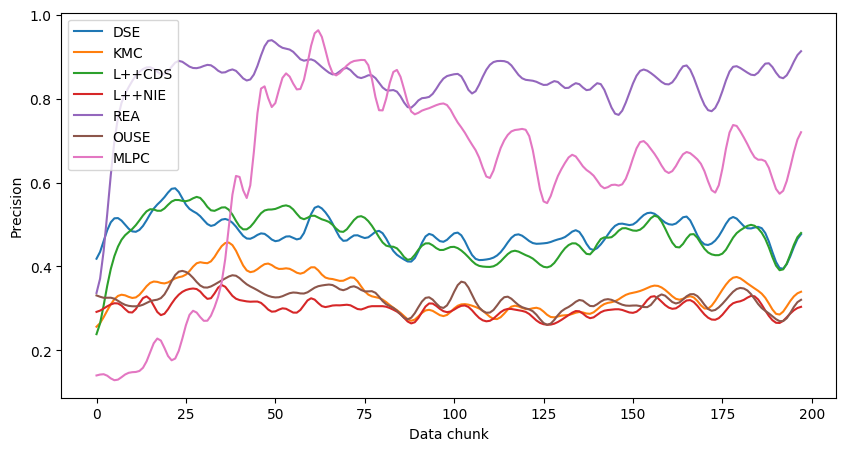 1.0
0.8
0.6
0.4
0.2
Precision
DSE
KMC
L++CDS
L++NIE
REA
OUSE
MLPC
0 25 50 75 100 125 150 175 200
Data chunk